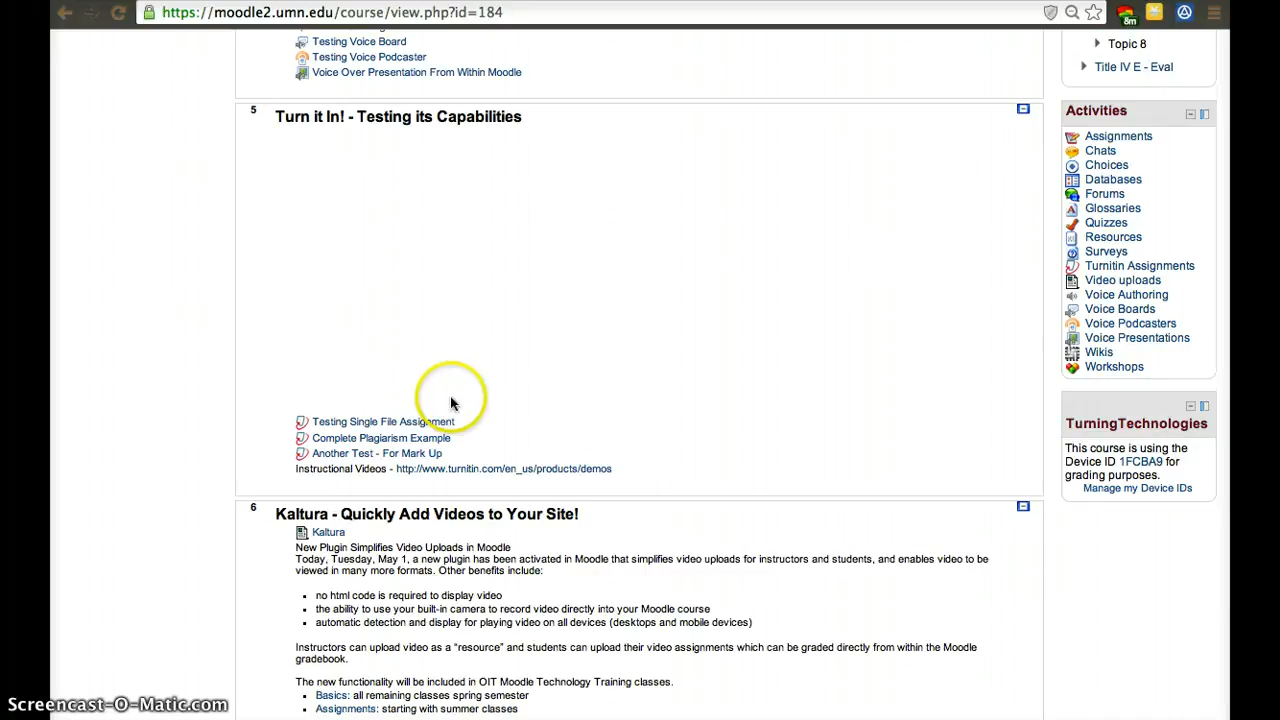 https://moodle2.umn.edu/course/view.php?id=184
8m
Testing Voice Board
Testing Voice Podcaster
Voice Over Presentation From Within Moodle
5
Turn it In! - Testing its Capabilities
Testing Single File Assignment
Complete Plagiarism Example
Another Test - For Mark Up
Instructional Videos - http://www.turnitin.com/en_us/products/demos
6
Kaltura - Quickly Add Videos to Your Site!
Kaltura
New Plugin Simplifies Video Uploads in Moodle
Today, Tuesday, May 1, a new plugin has been activated in Moodle that simplifies video uploads for instructors and students, and enables video to be
viewed in many more formats. Other benefits include:
no html code is required to display video
the ability to use your built-in camera to record video directly into your Moodle course
automatic detection and display for playing video on all devices (desktops and mobile devices)
Instructors can upload video as a "resource" and students can upload their video assignments which can be graded directly from within the Moodle
gradebook.
The new functionality will be included in OIT Moodle Technology Training classes.
Basics: all remaining classes spring semester
Assignments: starting with summer classes
Topic 8
Title IV E - Eval
Activities
Assignments
Chats
Choices
Databases
Forums
Glossaries
Quizzes
Resources
Surveys
Turnitin Assignments
Video uploads
Voice Authoring
Voice Boards
Voice Podcasters
Voice Presentations
Wikis
Workshops
TurningTechnologies
This course is using the
Device ID 1FCBA9 for
grading purposes.
Manage my Device IDs
Screencast-O-Matic.com